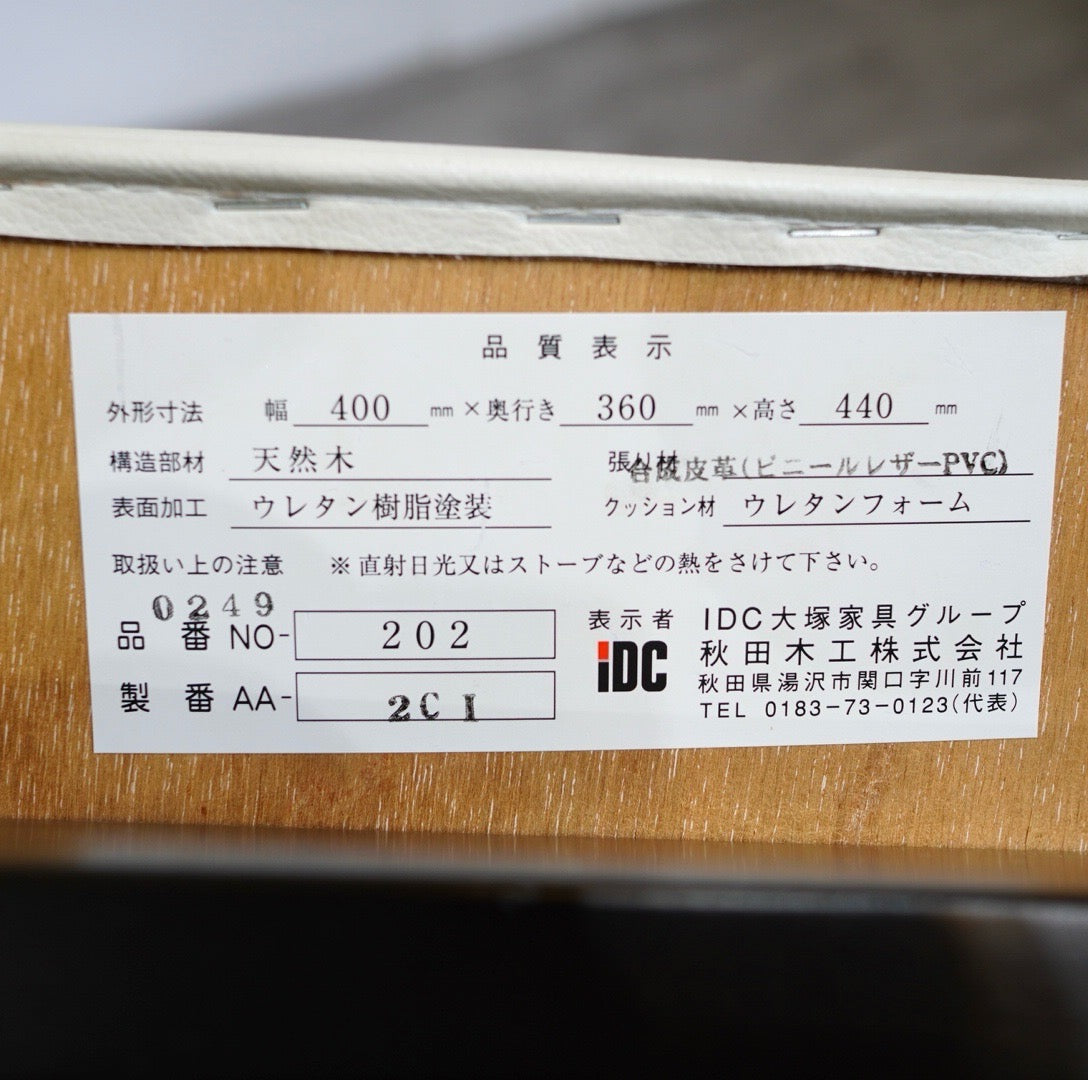 品質表示
外形寸法 幅 400 mm ×奥行き 360 mm ×高さ 440 mm
構造部材 天然木 張り材 合成皮革(ビニールレザーPVC)
表面加工 ウレタン樹脂塗装 クッション材 ウレタンフォーム
取扱い上の注意 ※直射日光又はストーブなどの熱をさけて下さい。
0249
品番 NO- 202
製番 AA- 2C I
表示者 IDC大塚家具グループ
iDC 秋田木工株式会社
秋田県湯沢市関口字川前117
TEL 0183-73-0123(代表)